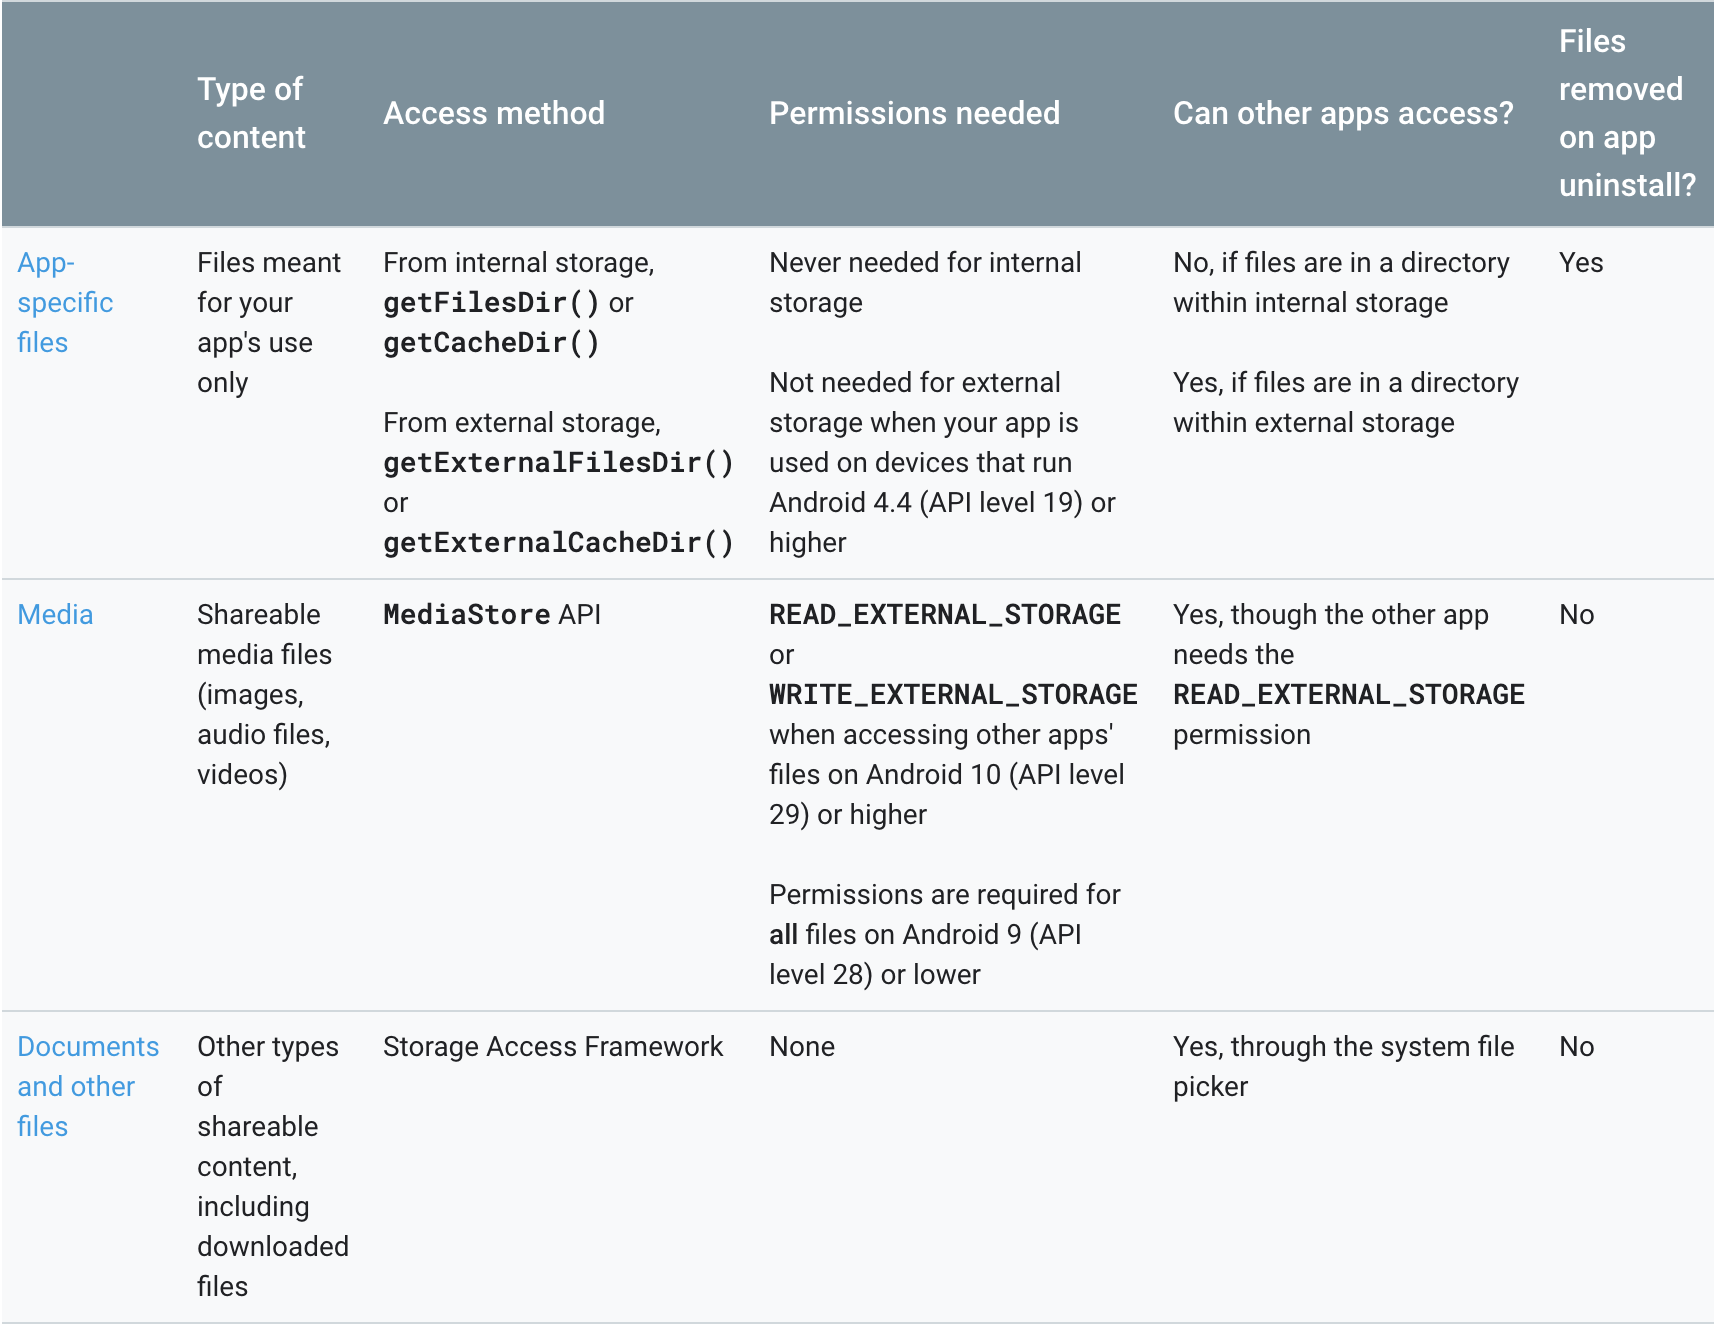 Type of
content
Access method
Permissions needed
Can other apps access?
Files
removed
on app
uninstall?
App-
specific
files
Files meant
for your
app's use
only
From internal storage,
getFilesDir() or
getCacheDir()
From external storage,
getExternalFilesDir()
or
getExternalCacheDir()
Never needed for internal
storage
Not needed for external
storage when your app is
used on devices that run
Android 4.4 (API level 19) or
higher
No, if files are in a directory
within internal storage
Yes, if files are in a directory
within external storage
Yes
Media
Shareable
media files
(images,
audio files,
videos)
MediaStore API
READ_EXTERNAL_STORAGE
or
WRITE_EXTERNAL_STORAGE
when accessing other apps'
files on Android 10 (API level
29) or higher
Permissions are required for
all files on Android 9 (API
level 28) or lower
Yes, though the other app
needs the
READ_EXTERNAL_STORAGE
permission
No
Documents
and other
files
Other types
of
shareable
content,
including
downloaded
files
Storage Access Framework
None
Yes, through the system file
picker
No